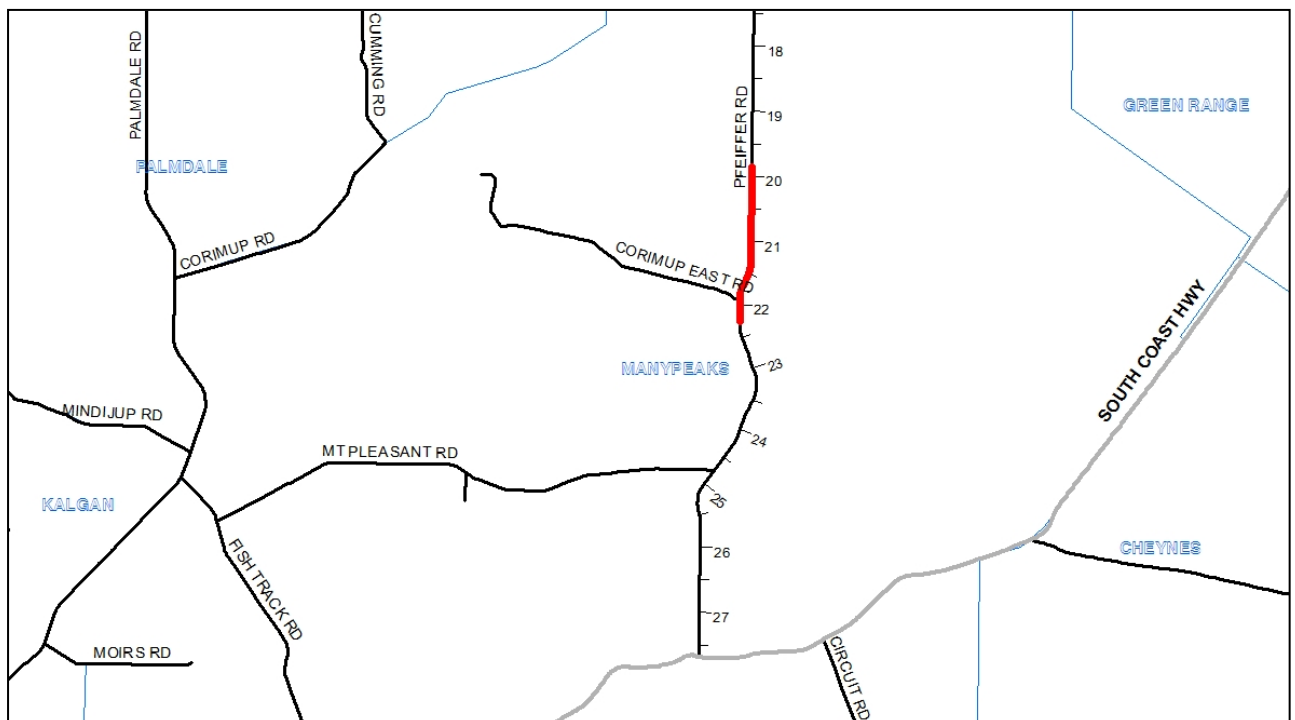 PALMDALE RD
CUMMING RD
18
GREEN RANGE
PFEIFFER RD
19
PALMDALE
20
CORIMUP RD
CORIMUP EAST RD
21
22
SOUTH COAST HWY
MANYPEAKS
23
MINDIJUP RD
24
MT PLEASANT RD
25
KALGAN
26
CHEYNES
FISH TRACK RD
27
MOIRS RD
CIRCUIT RD